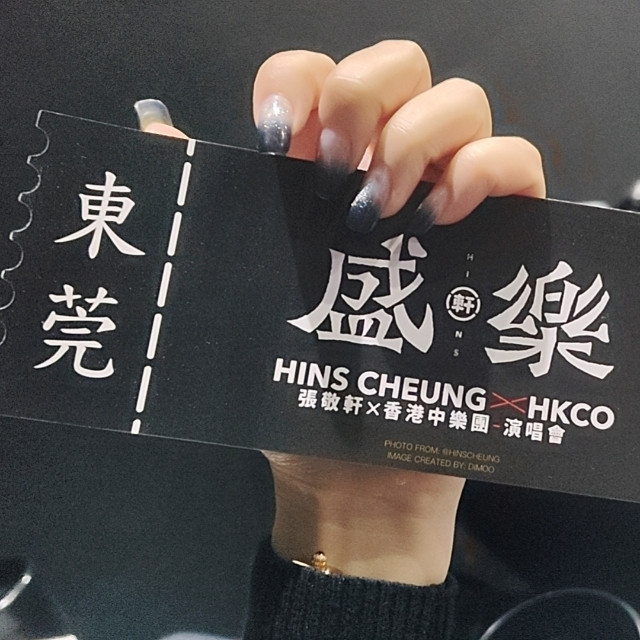 東莞
盛樂
HINS
軒
HINS CHEUNG×HKCO
張敬軒×香港中樂團-演唱會
PHOTO FROM: @HINSCHEUNG
IMAGE CREATED BY: DIMOO